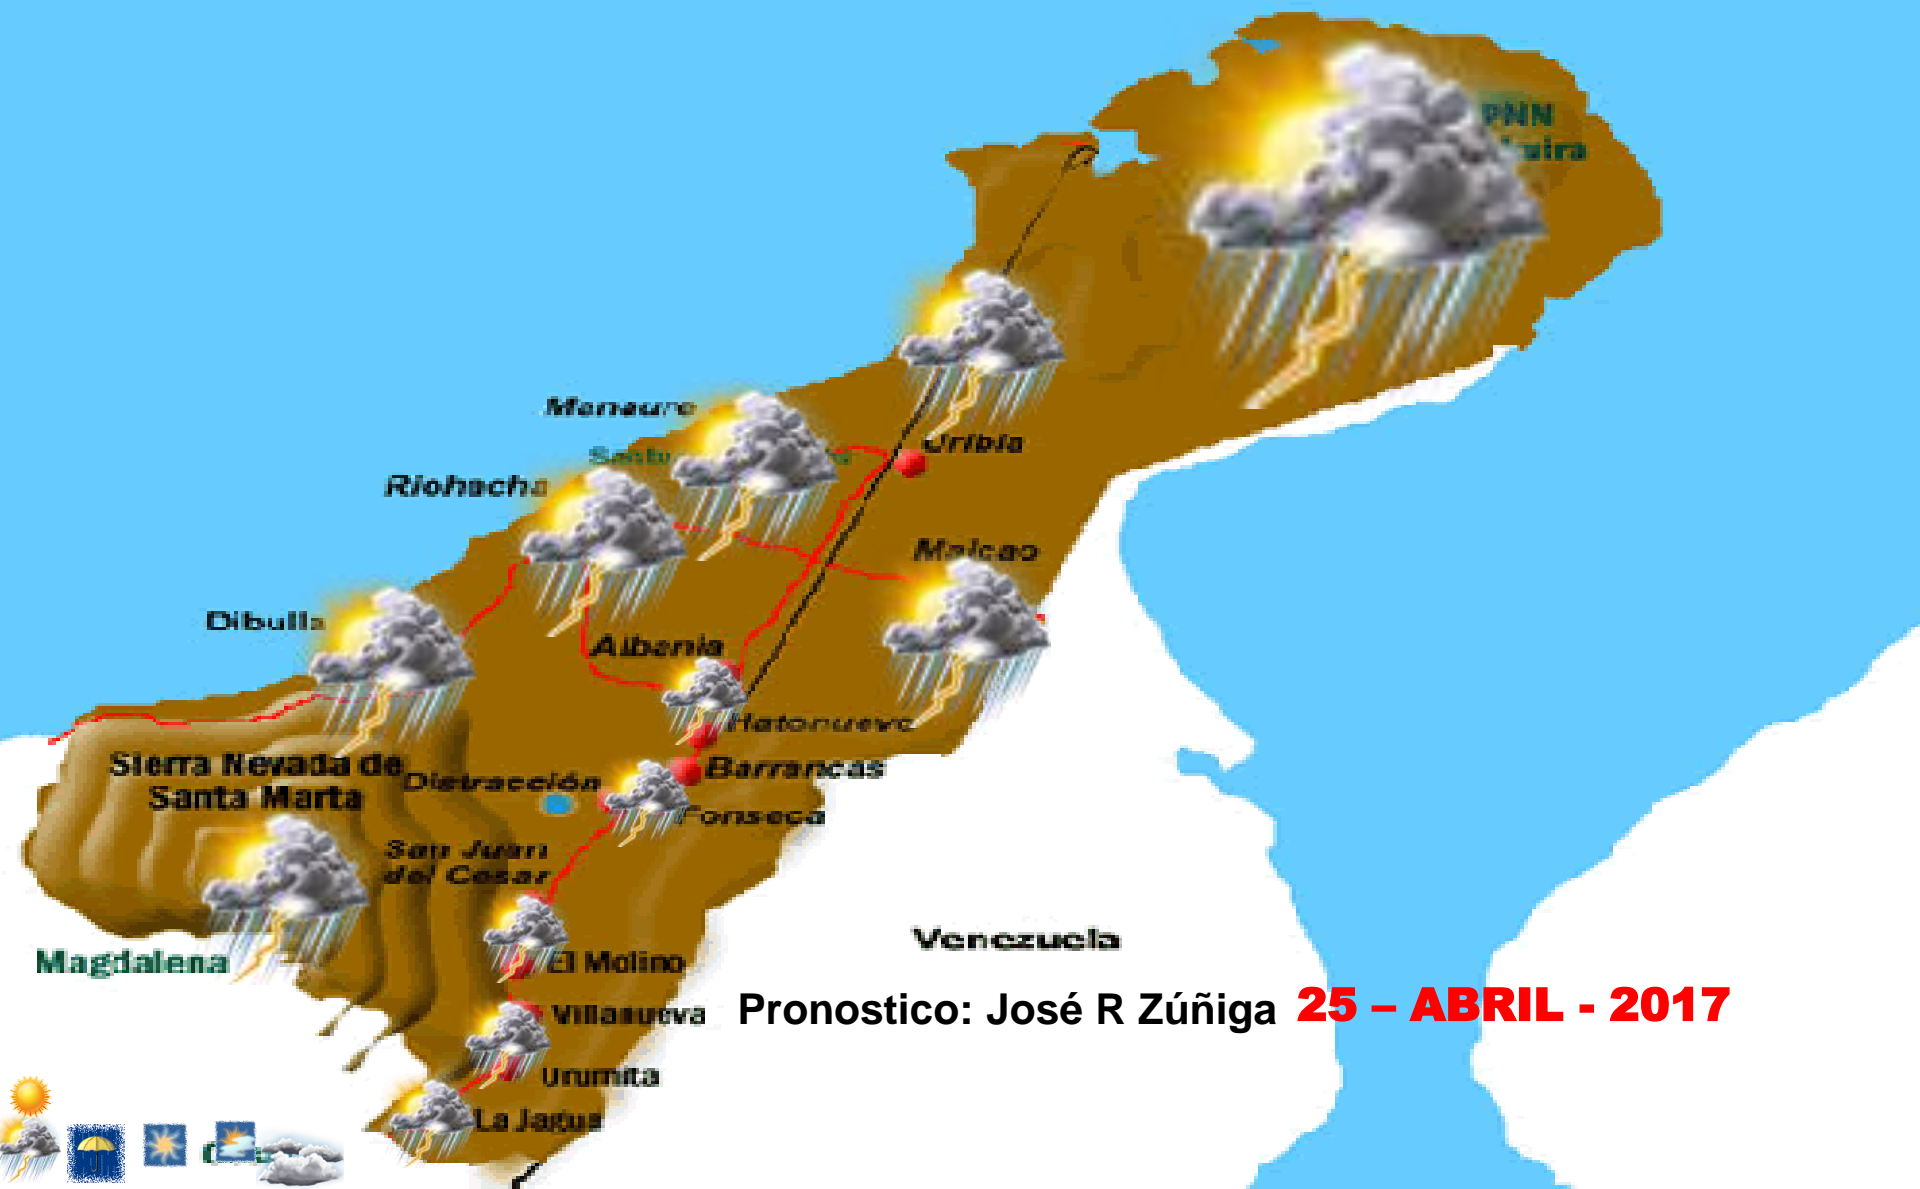 PNN
Manaure
Uribia
Riohacha
Maicao
Dibulla
Albania
Hatonuevo
Sierra Nevada de
Santa Marta
Distracción
Barrancas
Fonseca
San Juan
del Cesar
Venezuela
Magdalena
El Molino
Villanueva
Pronostico: José R Zúñiga 25 – ABRIL - 2017
Urumita
La Jagua